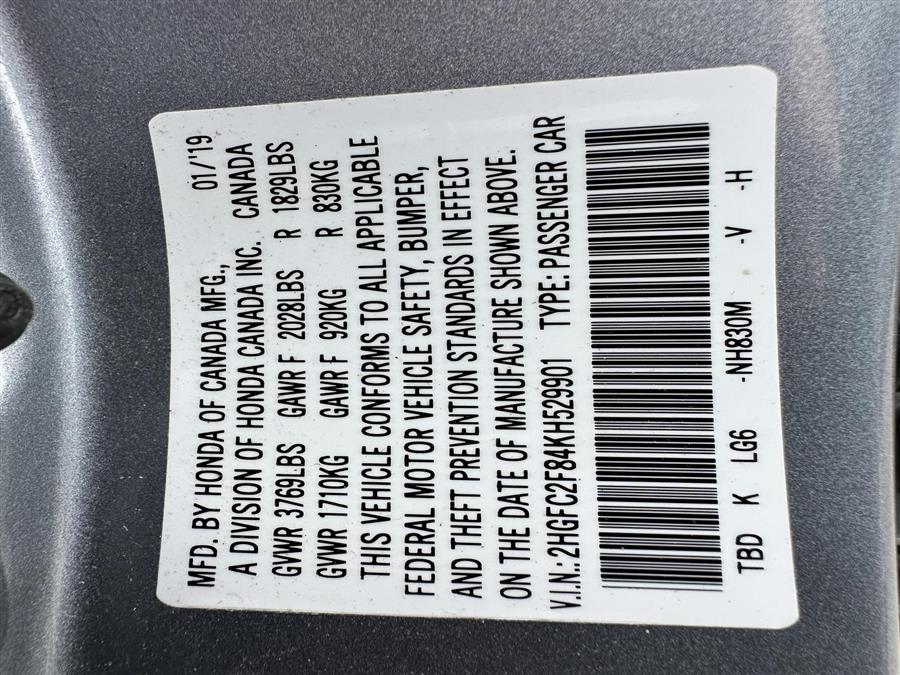 MFD. BY HONDA OF CANADA MFG., 01/'19
A DIVISION OF HONDA CANADA INC. CANADA
GVWR 3769LBS GAWR F 2028LBS R 1829LBS
GVWR 1710KG GAWR F 920KG R 830KG
THIS VEHICLE CONFORMS TO ALL APPLICABLE
FEDERAL MOTOR VEHICLE SAFETY, BUMPER,
AND THEFT PREVENTION STANDARDS IN EFFECT
ON THE DATE OF MANUFACTURE SHOWN ABOVE.
V.I.N.:2HGFC2F84KH529901 TYPE: PASSENGER CAR
TBD K LG6 -NH830M -V -H